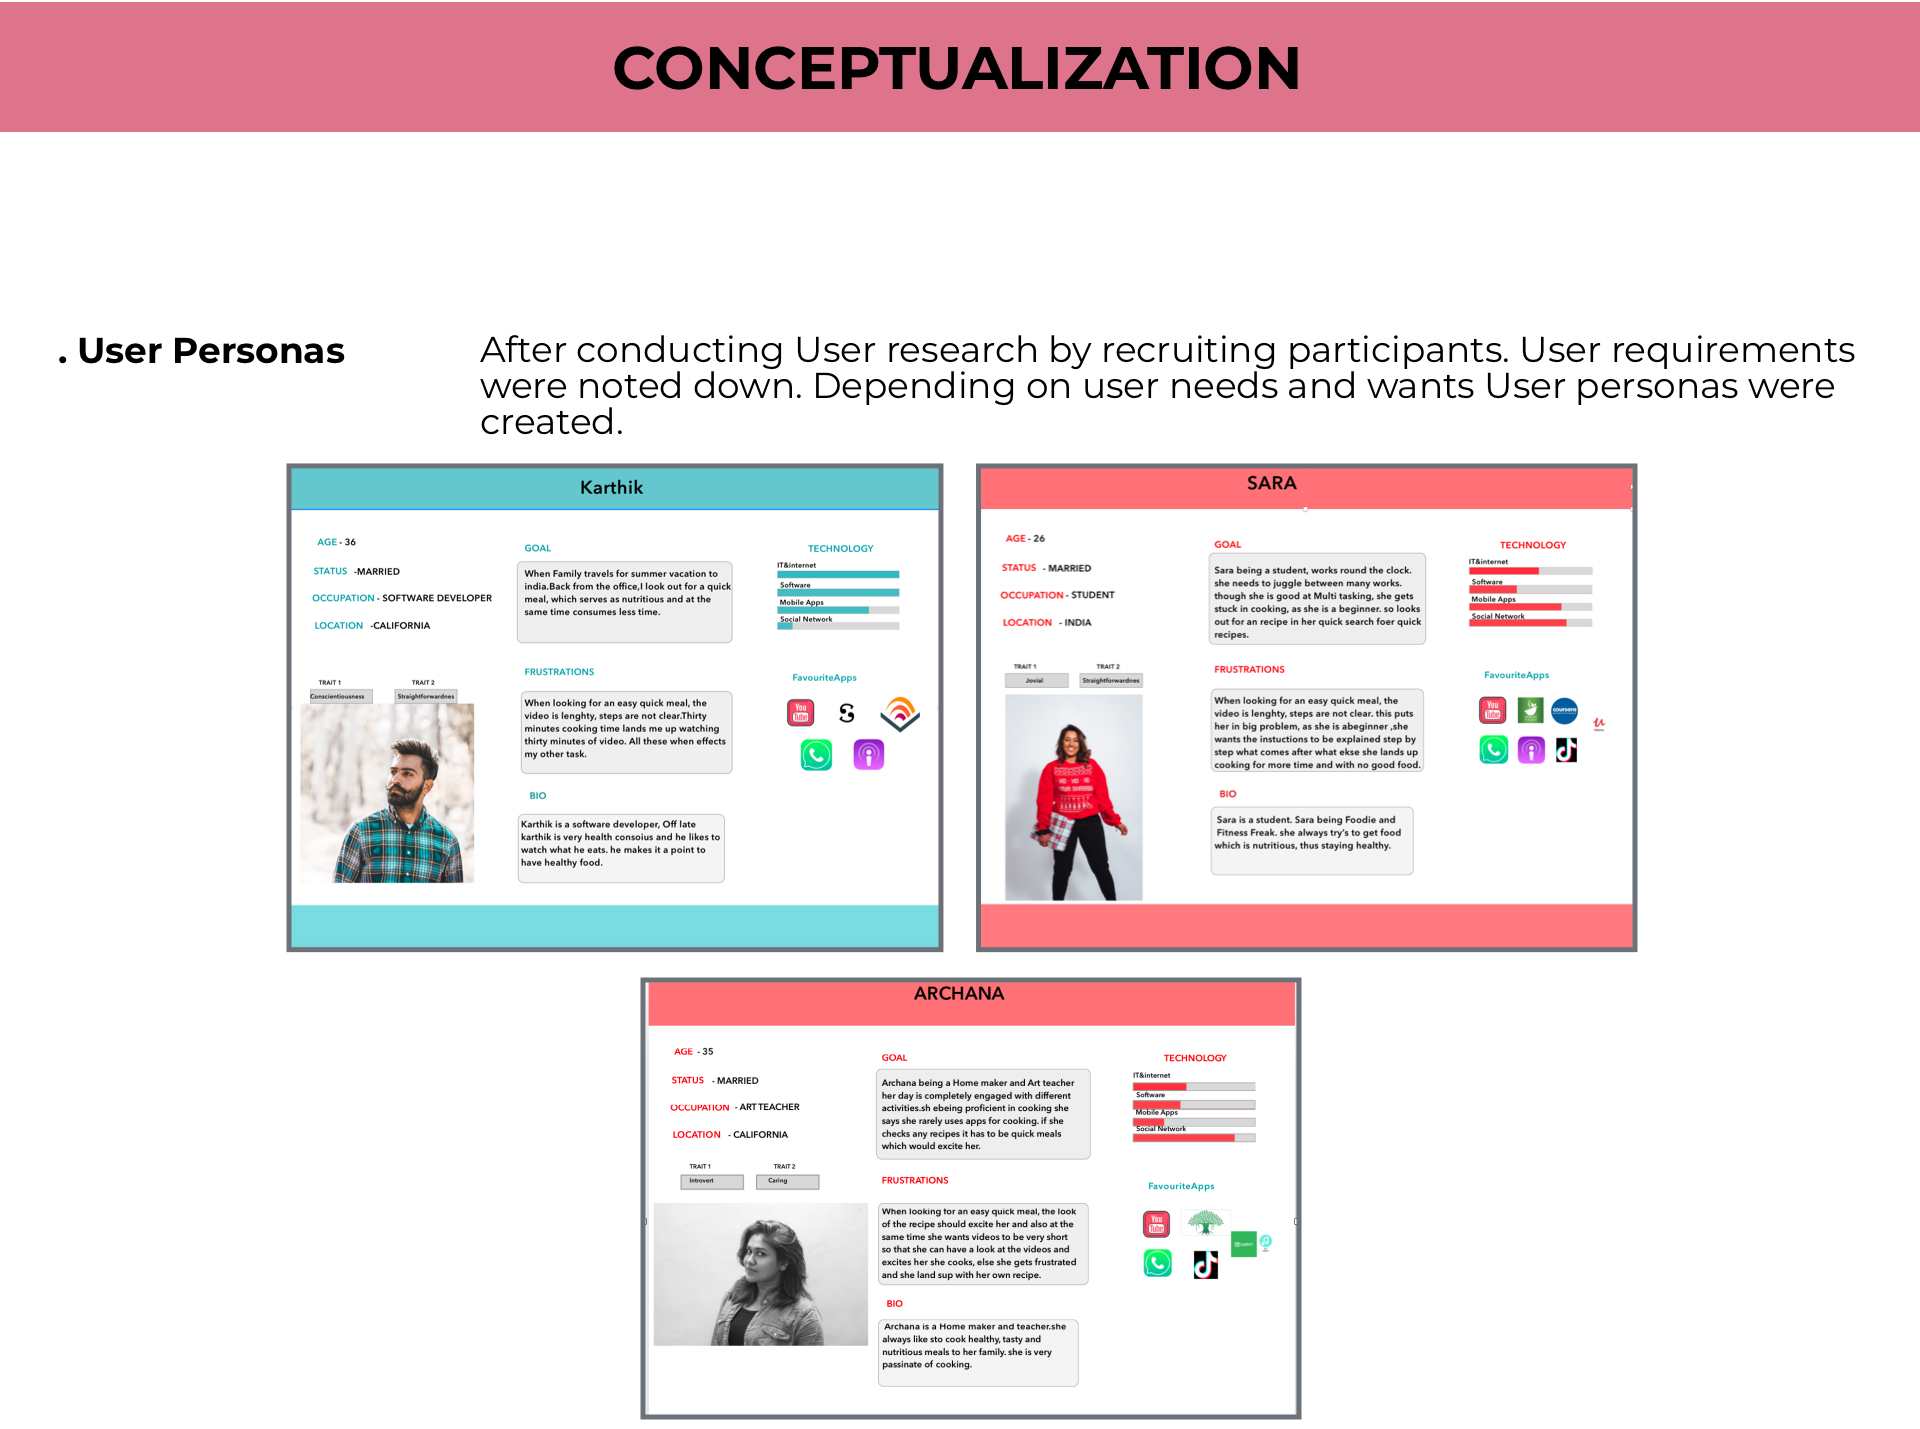 CONCEPTUALIZATION
. User Personas
After conducting User research by recruiting participants. User requirements
were noted down. Depending on user needs and wants User personas were
created.
Karthik
AGE - 36
STATUS -MARRIED
OCCUPATION - SOFTWARE DEVELOPER
LOCATION -CALIFORNIA
TRAIT 1 TRAIT 2
Conscientiousness Straightforwardnes
GOAL
When Family travels for summer vacation to
india.Back from the office,I look out for a quick
meal, which serves as nutritious and at the
same time consumes less time.
FRUSTRATIONS
When looking for an easy quick meal, the
video is lenghty, steps are not clear.Thirty
minutes cooking time lands me up watching
thirty minutes of video. All these when effects
my other task.
BIO
Karthik is a software developer, Off late
karthik is very health consoius and he likes to
watch what he eats. he makes it a point to
have healthy food.
TECHNOLOGY
IT&internet
Software
Mobile Apps
Social Network
FavouriteApps
You
Tube
SARA
AGE - 26
STATUS - MARRIED
OCCUPATION - STUDENT
LOCATION - INDIA
TRAIT 1 TRAIT 2
Jovial Straightforwardnes
GOAL
Sara being a student, works round the clock.
she needs to juggle between many works.
though she is good at Multi tasking, she gets
stuck in cooking, as she is a beginner. so looks
out for an recipe in her quick search foer quick
recipes.
FRUSTRATIONS
When looking for an easy quick meal, the
video is lenghty, steps are not clear. this puts
her in big problem, as she is abeginner ,she
wants the instuctions to be explained step by
step what comes after what ekse she lands up
cooking for more time and with no good food.
BIO
Sara is a student. Sara being Foodie and
Fitness Freak. she always try's to get food
which is nutritious, thus staying healthy.
TECHNOLOGY
IT&internet
Software
Mobile Apps
Social Network
FavouriteApps
You
Tube
coursera
ARCHANA
AGE - 35
STATUS - MARRIED
OCCUPATION - ART TEACHER
LOCATION - CALIFORNIA
TRAIT 1 TRAIT 2
Introvert Caring
GOAL
Archana being a Home maker and Art teacher
her day is completely engaged with different
activities.sh ebeing proficient in cooking she
says she rarely uses apps for cooking. if she
checks any recipes it has to be quick meals
which would excite her.
FRUSTRATIONS
When looking for an easy quick meal, the look
of the recipe should excite her and also at the
same time she wants videos to be very short
so that she can have a look at the videos and
excites her she cooks, else she gets frustrated
and she land sup with her own recipe.
BIO
Archana is a Home maker and teacher.she
always like sto cook healthy, tasty and
nutritious meals to her family. she is very
passinate of cooking.
TECHNOLOGY
IT&internet
Software
Mobile Apps
Social Network
FavouriteApps
You
Tube